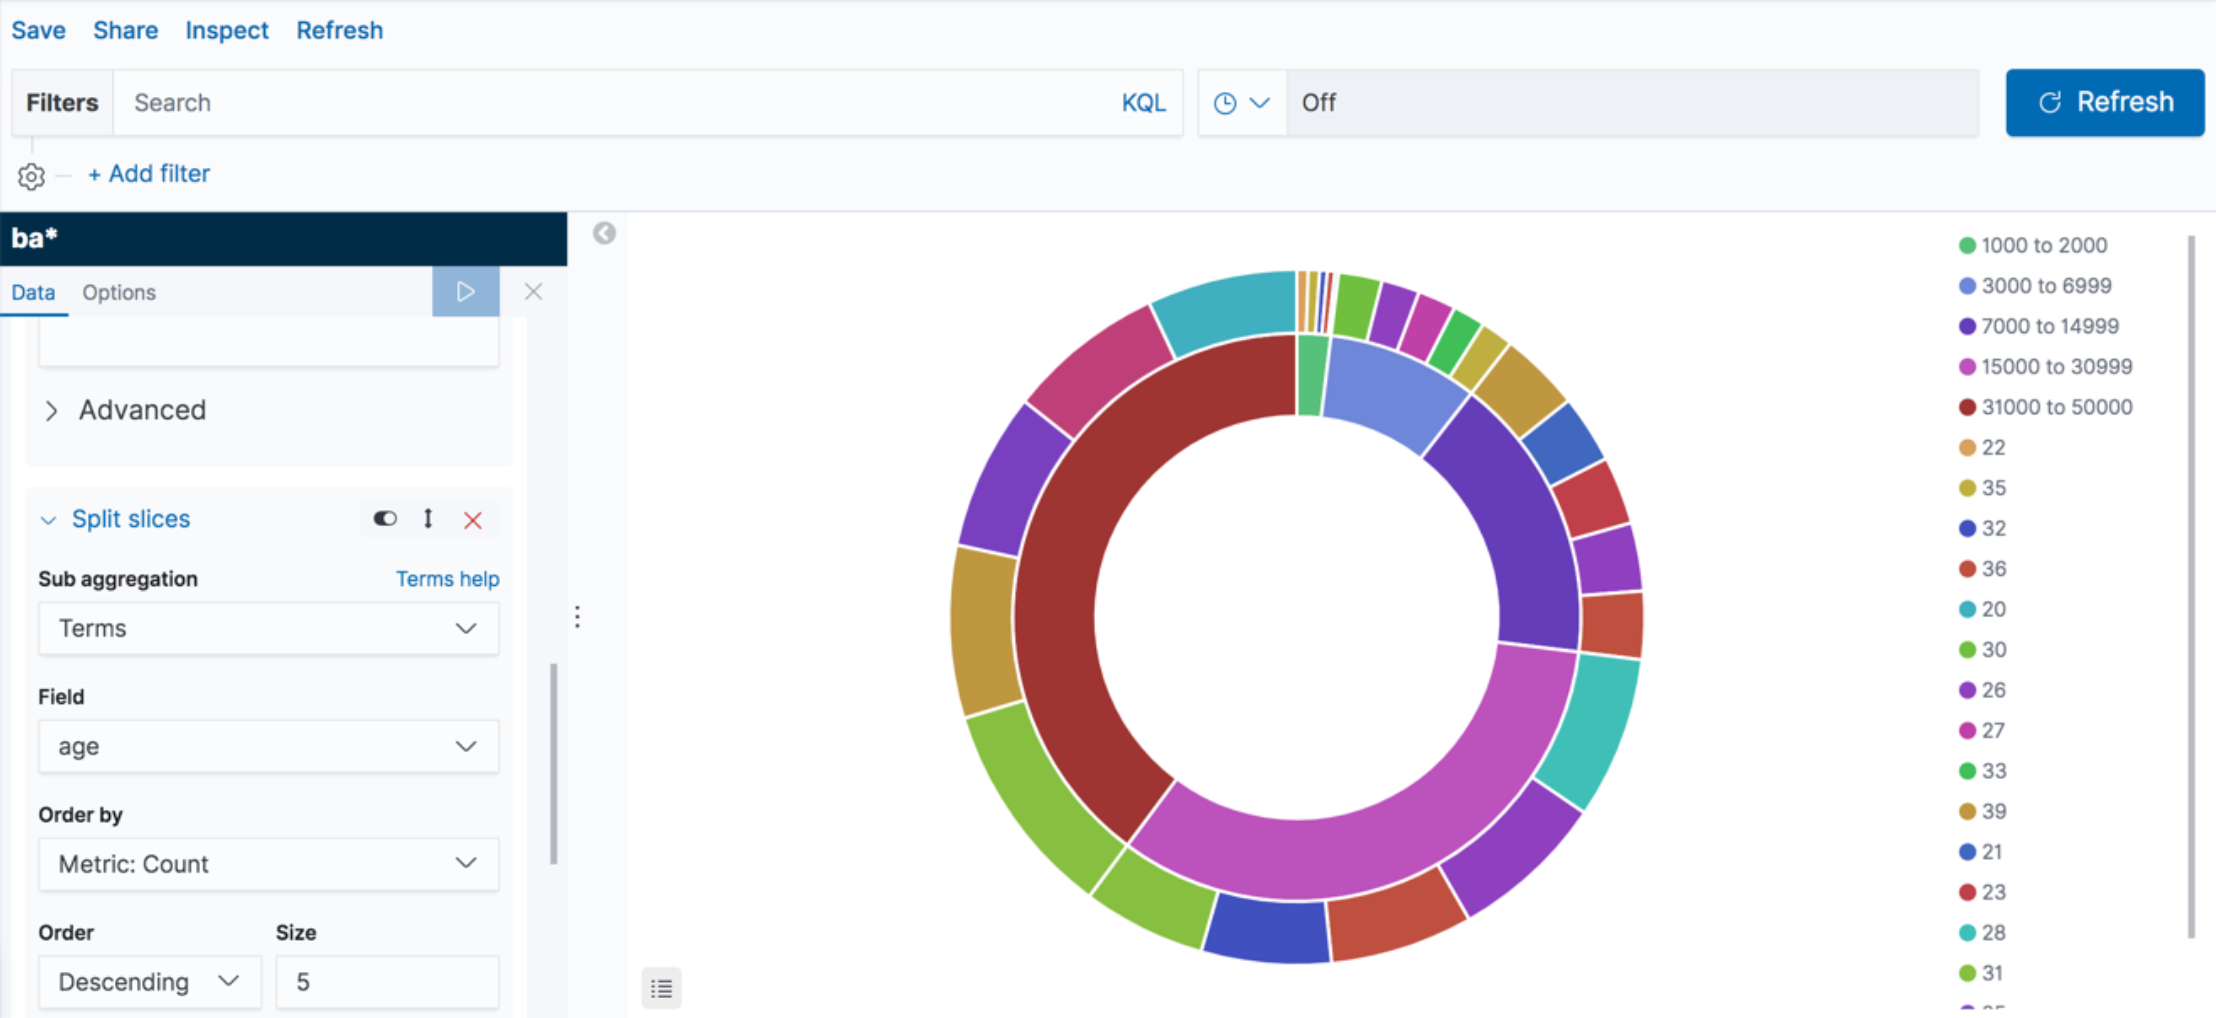 Save Share Inspect Refresh
Filters Search KQL Off Refresh
+ Add filter
ba*
Data Options
Advanced
Split slices
Sub aggregation Terms help
Terms
Field
age
Order by
Metric: Count
Order Size
Descending 5
1000 to 2000
3000 to 6999
7000 to 14999
15000 to 30999
31000 to 50000
22
35
32
36
20
30
26
27
33
39
21
23
28
31